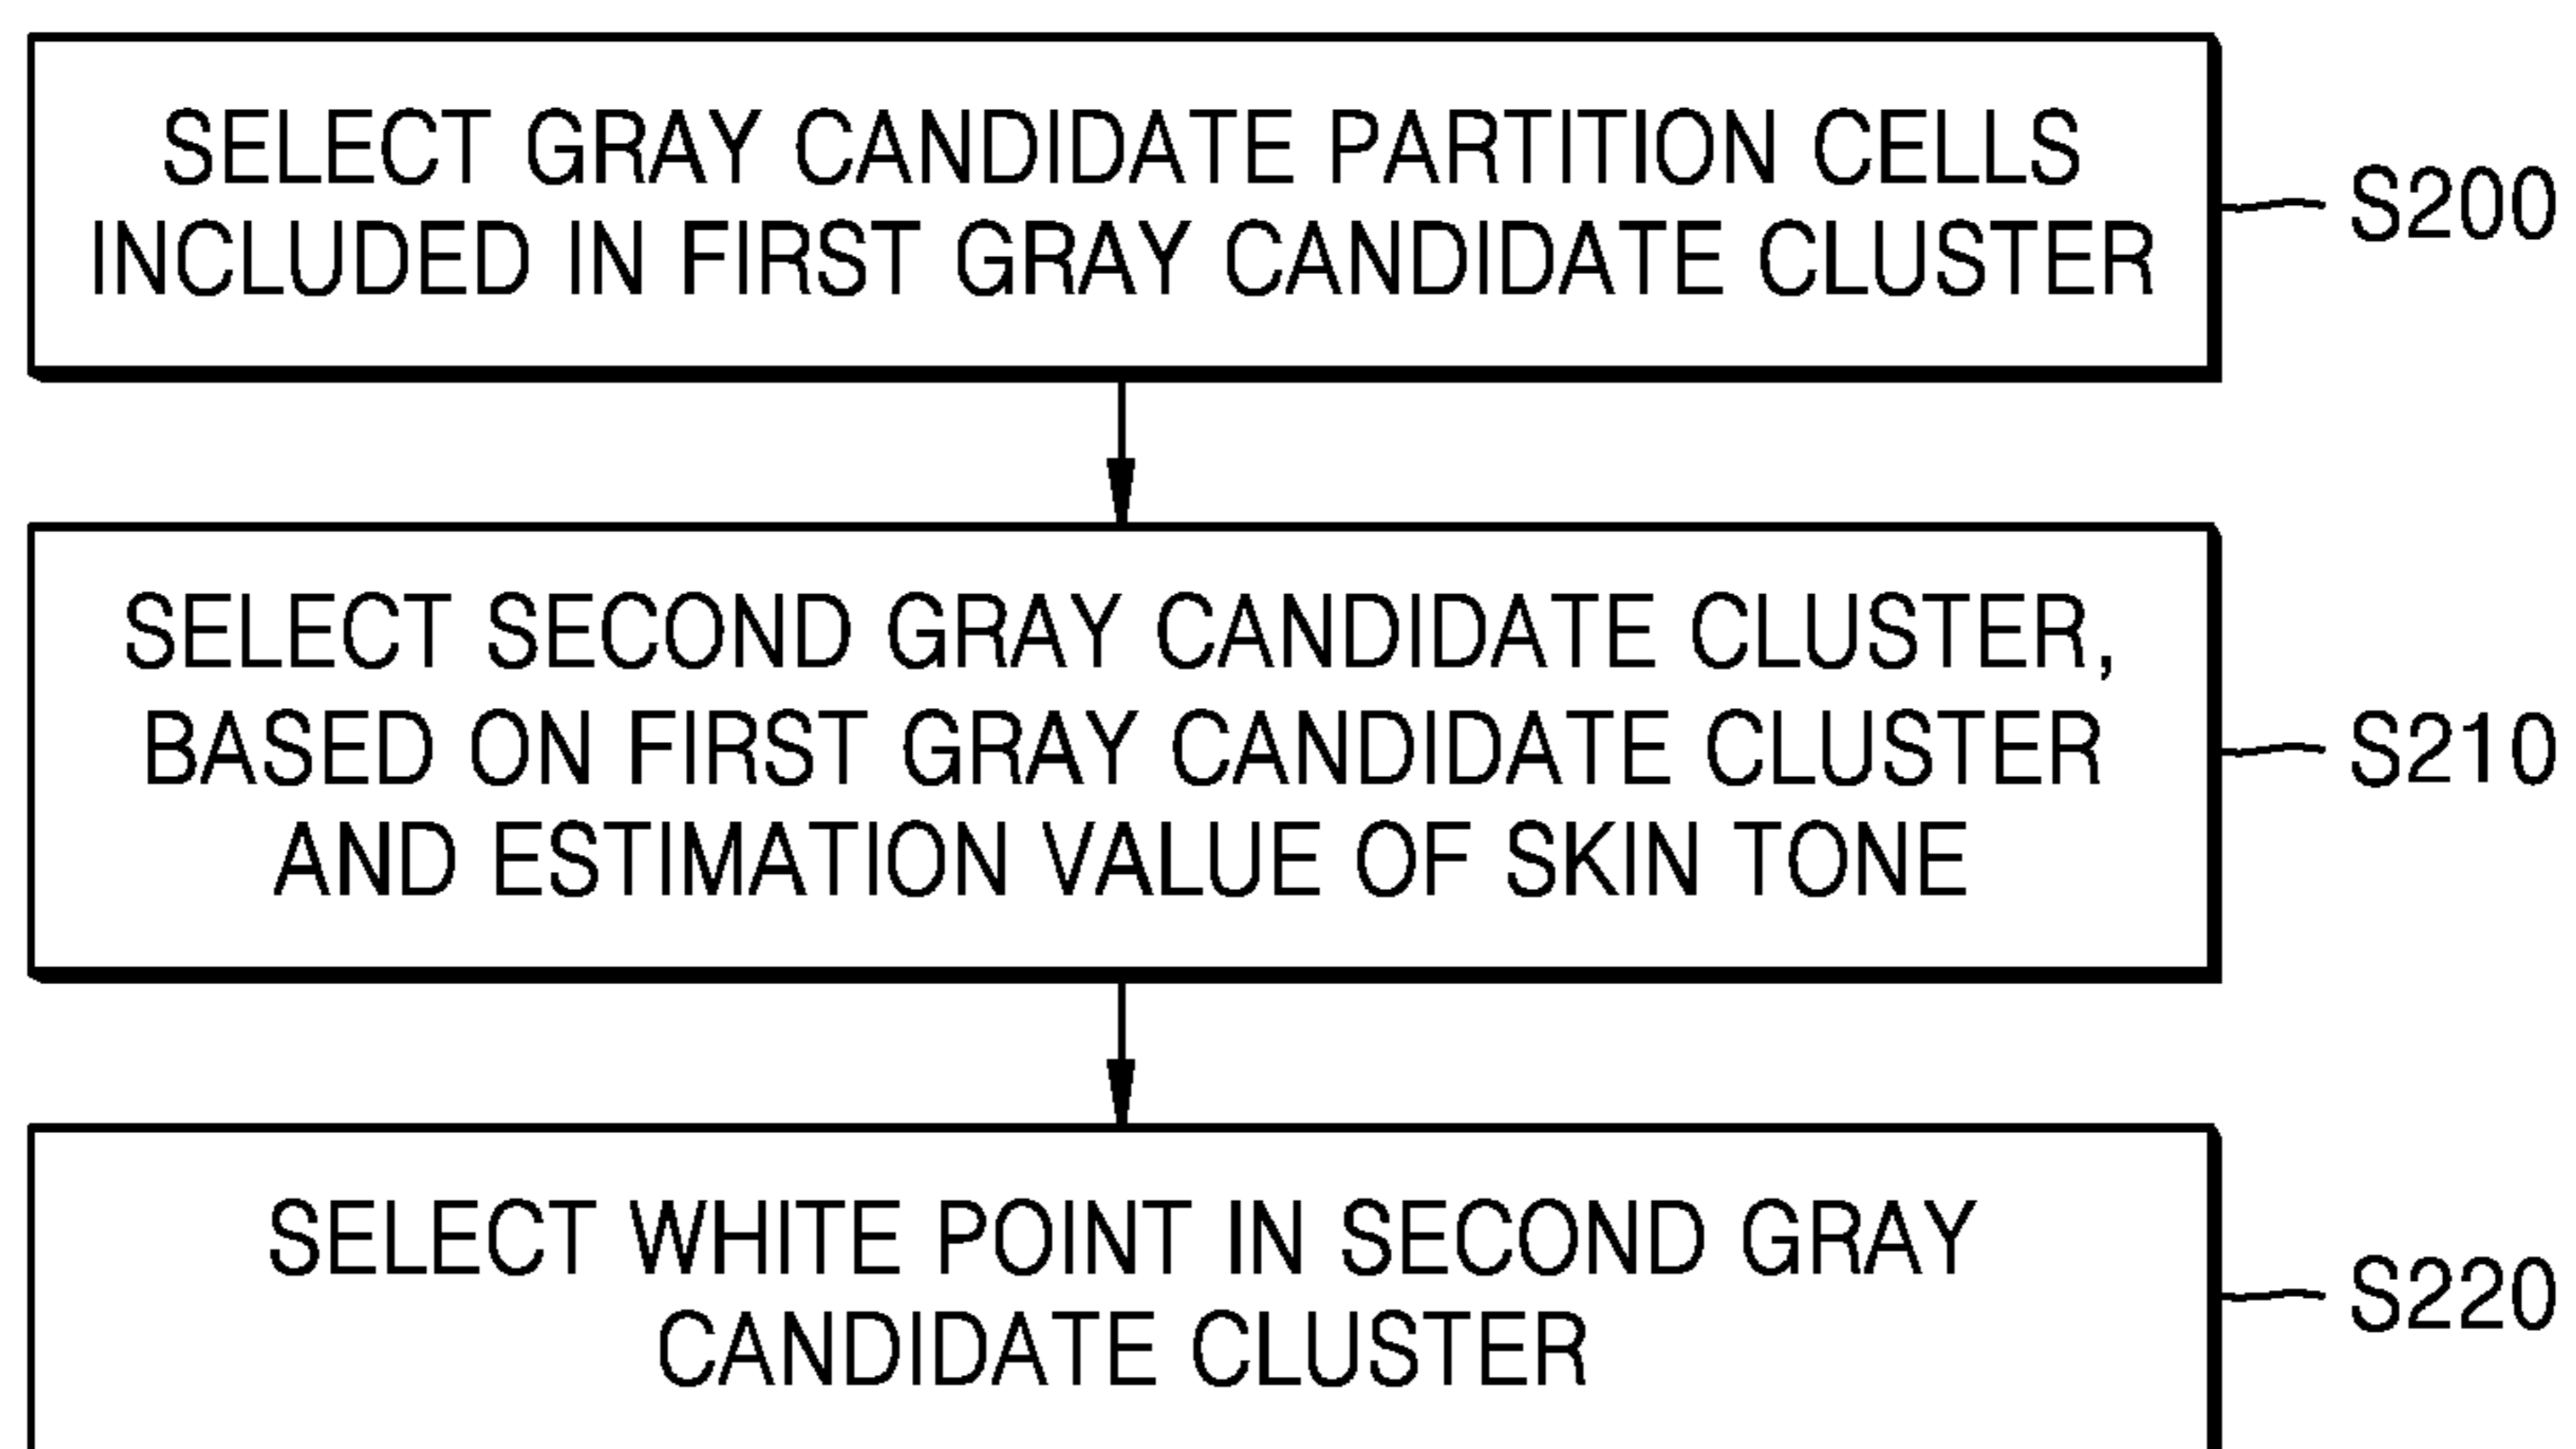 SELECT GRAY CANDIDATE PARTITION CELLS
INCLUDED IN FIRST GRAY CANDIDATE CLUSTER
S200
SELECT SECOND GRAY CANDIDATE CLUSTER,
BASED ON FIRST GRAY CANDIDATE CLUSTER
AND ESTIMATION VALUE OF SKIN TONE
S210
SELECT WHITE POINT IN SECOND GRAY
CANDIDATE CLUSTER
S220